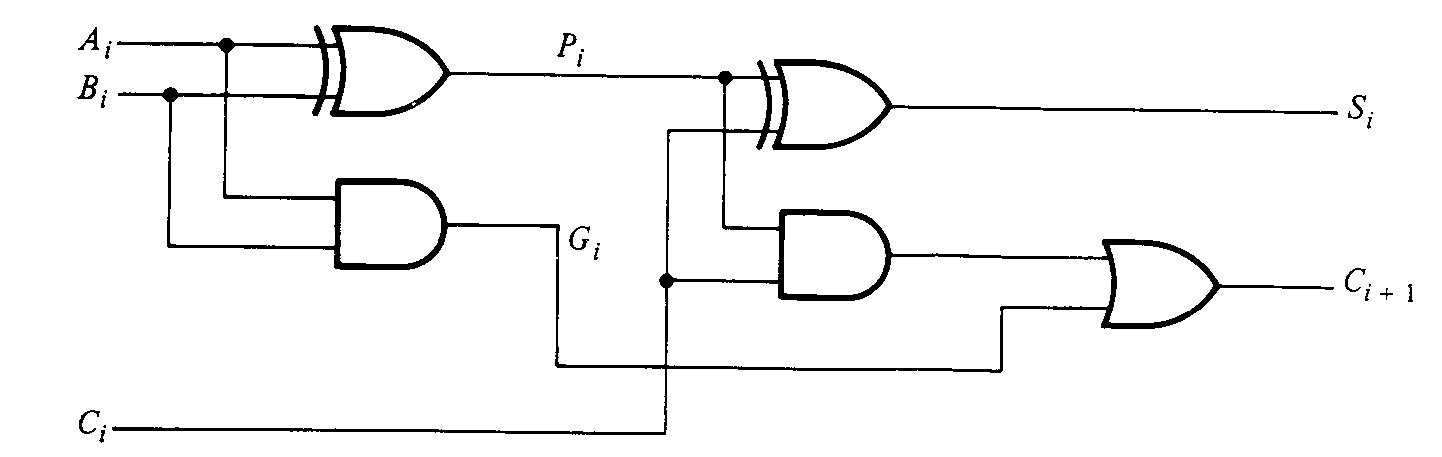 A_i
P_i
B_i
S_i
G_i
C_{i + 1}
C_i